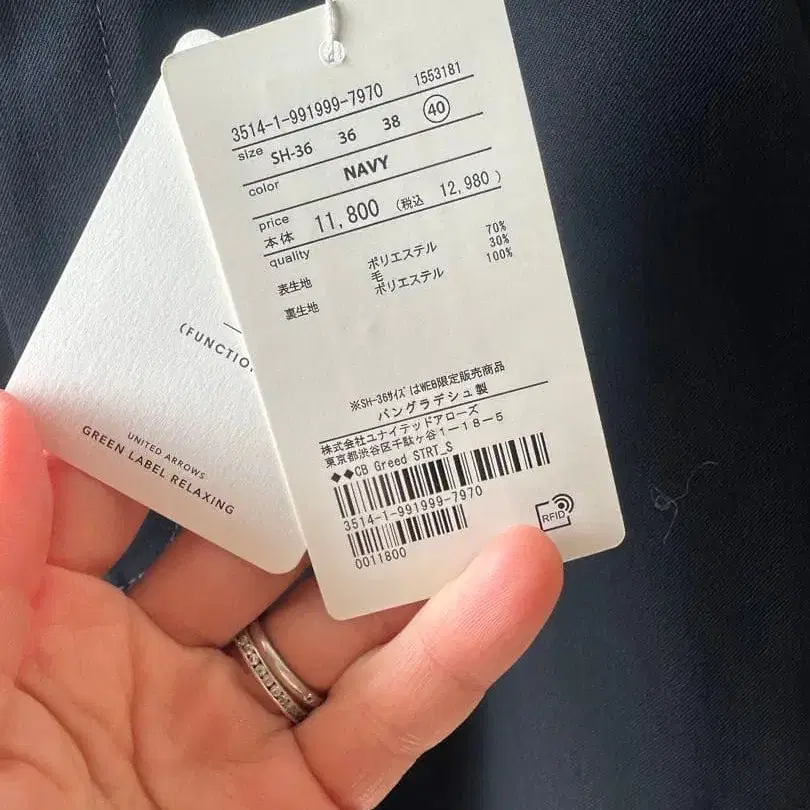 3514-1-991999-7970 1553181
size SH-36 36 38 40
color NAVY
price
本体 11,800 (税込 12,980 )
quality
表生地 ポリエステル 70%
毛 30%
裏生地 ポリエステル 100%
※SH-36サイズはWEB限定販売商品
バングラデシュ製
株式会社ユナイテッドアローズ
東京都渋谷区千駄ヶ谷1-18-5
◆◆CB Greed STRT_S
3514-1-991999-7970
0011800
RFID
(FUNCTIO
UNITED ARROWS
GREEN LABEL RELAXING